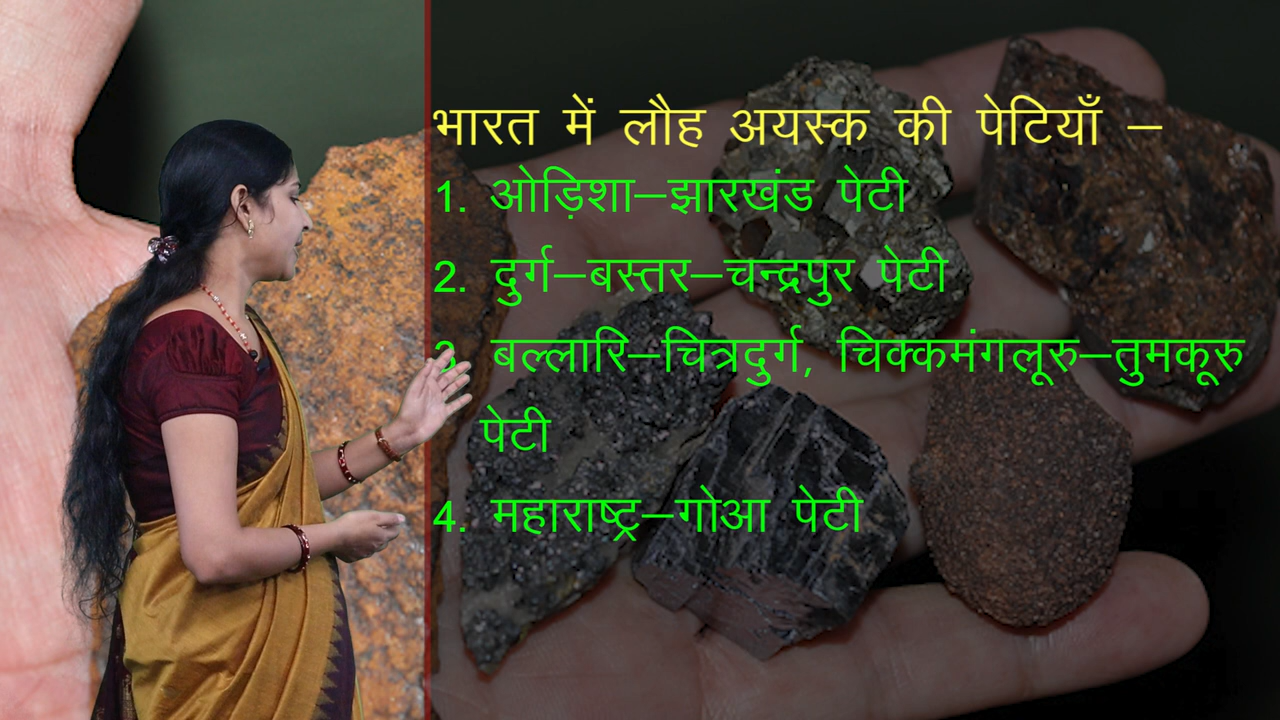 भारत में लौह अयस्क की पेटियाँ –
1. ओड़िशा–झारखंड पेटी
2. दुर्ग–बस्तर–चन्द्रपुर पेटी
3. बल्लारि–चित्रदुर्ग, चिक्कमंगलूरु–तुमकूरु
पेटी
4. महाराष्ट्र–गोआ पेटी